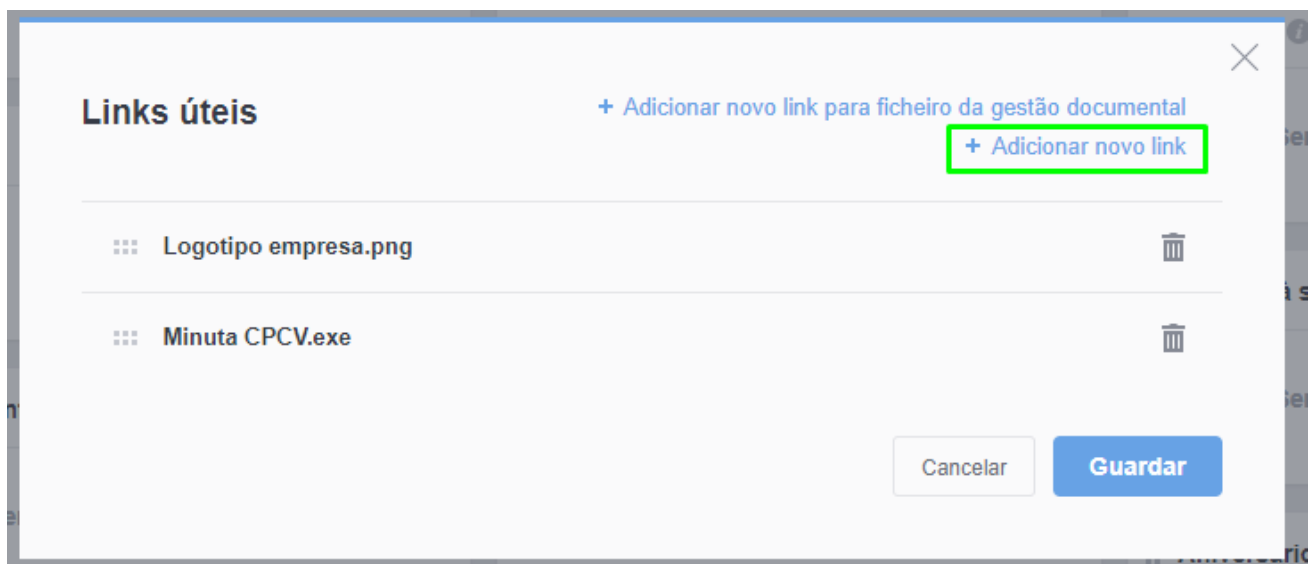 Links úteis
+ Adicionar novo link para ficheiro da gestão documental
+ Adicionar novo link
Logotipo empresa.png
Minuta CPCV.exe
Cancelar
Guardar